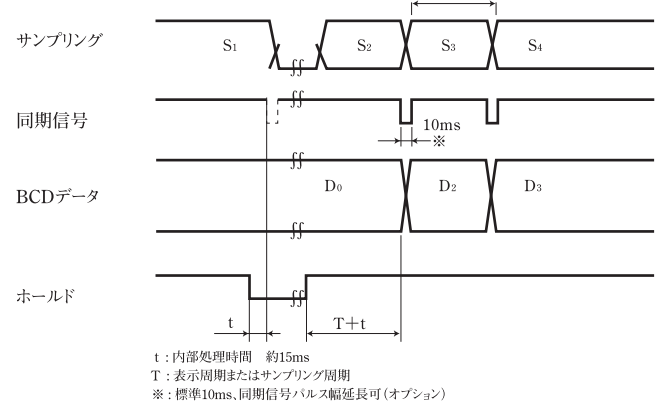 サンプリング
S1
S2
S3
S4
同期信号
10ms
※
BCDデータ
D0
D2
D3
ホールド
t
T+t
t:内部処理時間　約15ms
T:表示周期またはサンプリング周期
※:標準10ms、同期信号パルス幅延長可(オプション)